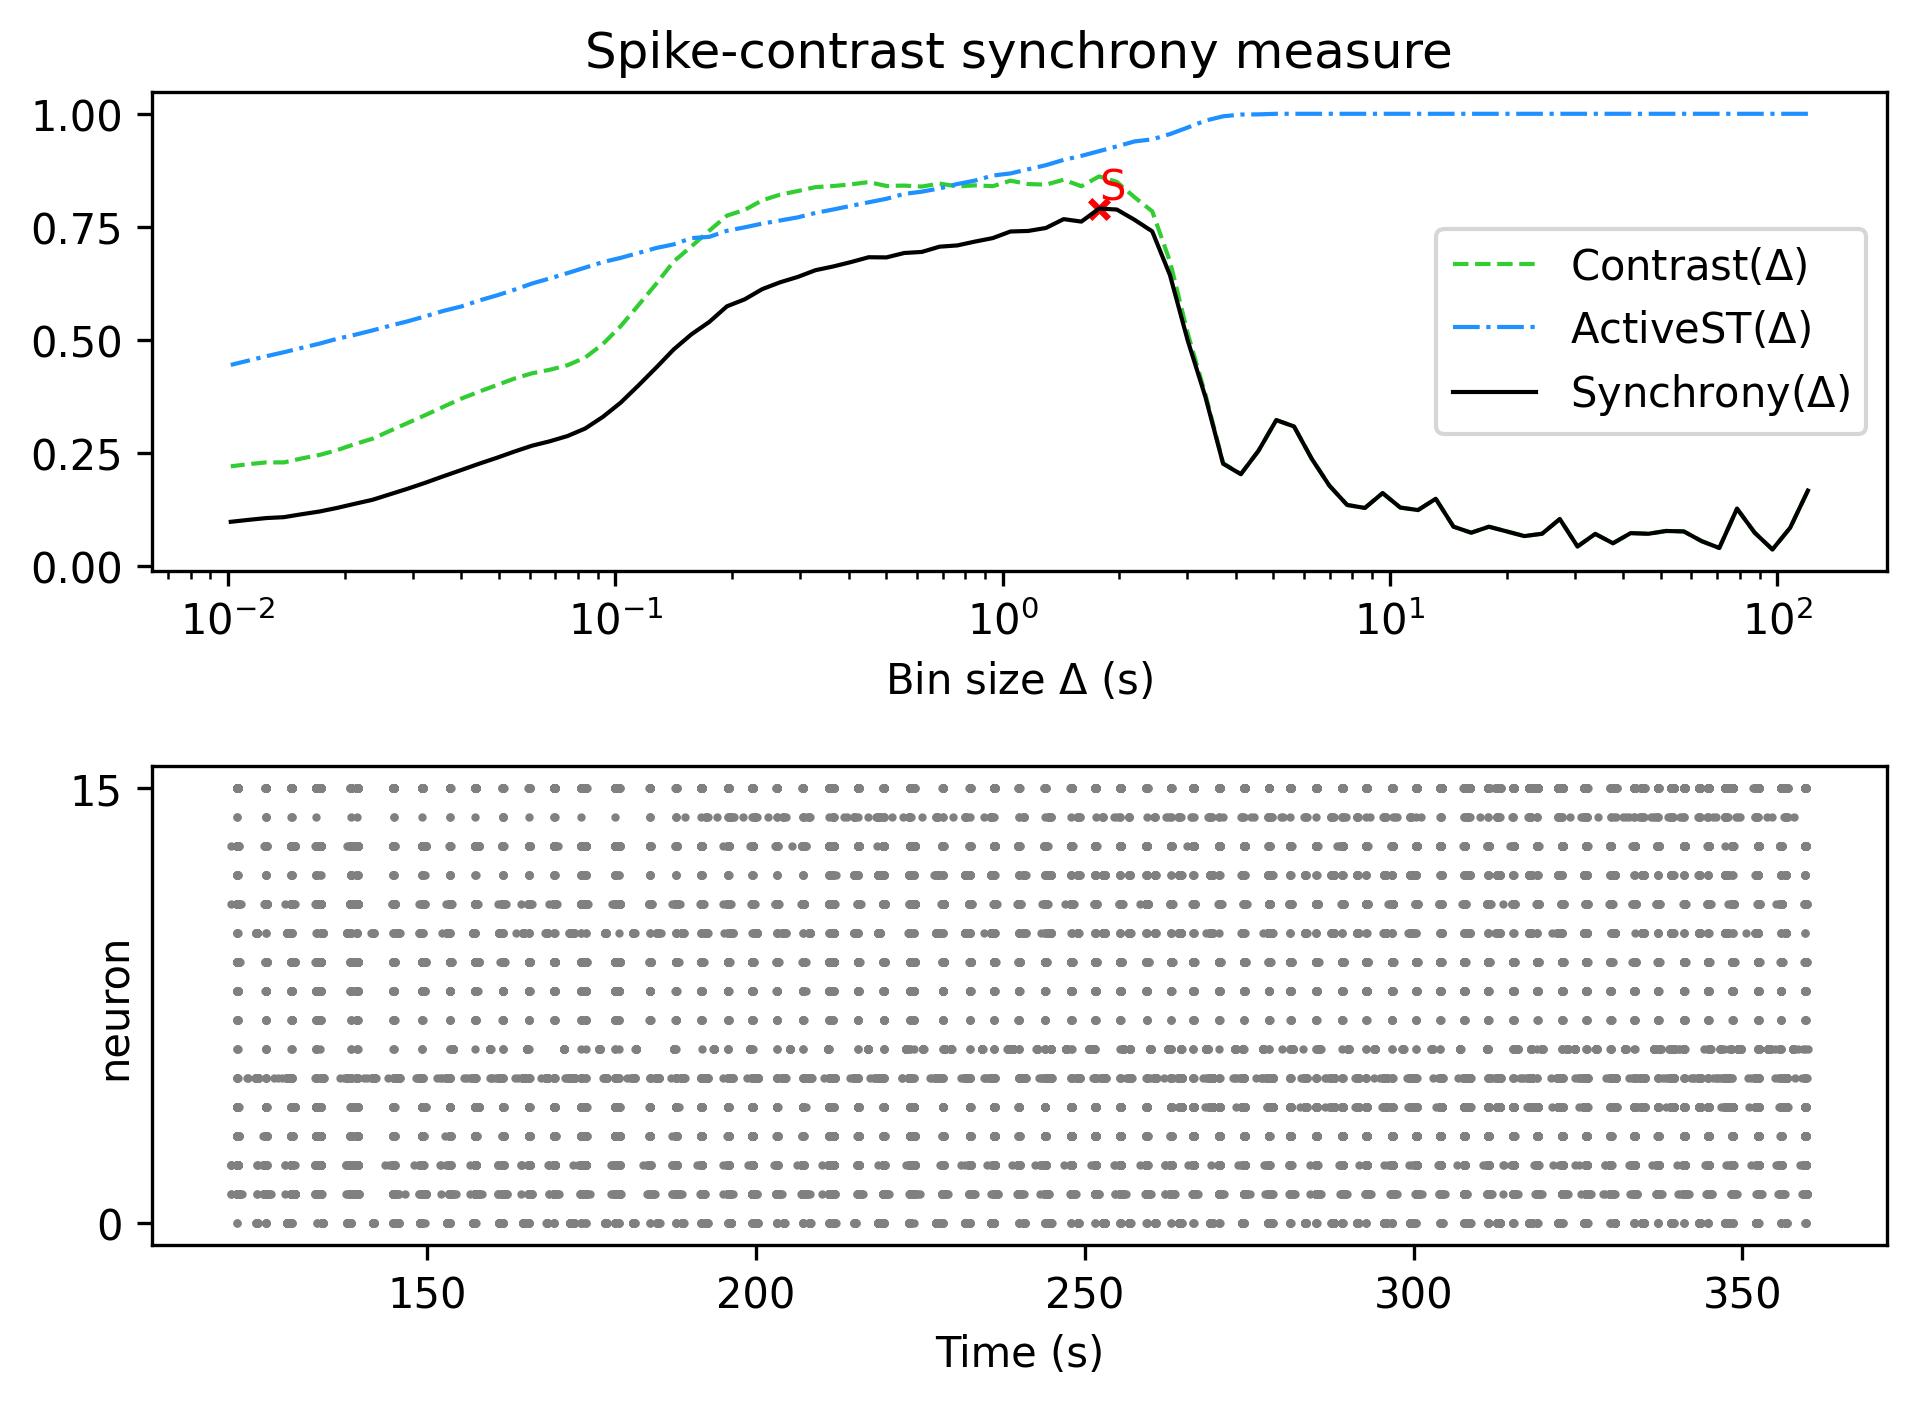 Spike-contrast synchrony measure
1.00
0.75
0.50
0.25
0.00
S
Contrast(Δ)
ActiveST(Δ)
Synchrony(Δ)
10⁻² 10⁻¹ 10⁰ 10¹ 10²
Bin size Δ (s)
15
0
neuron
150 200 250 300 350
Time (s)